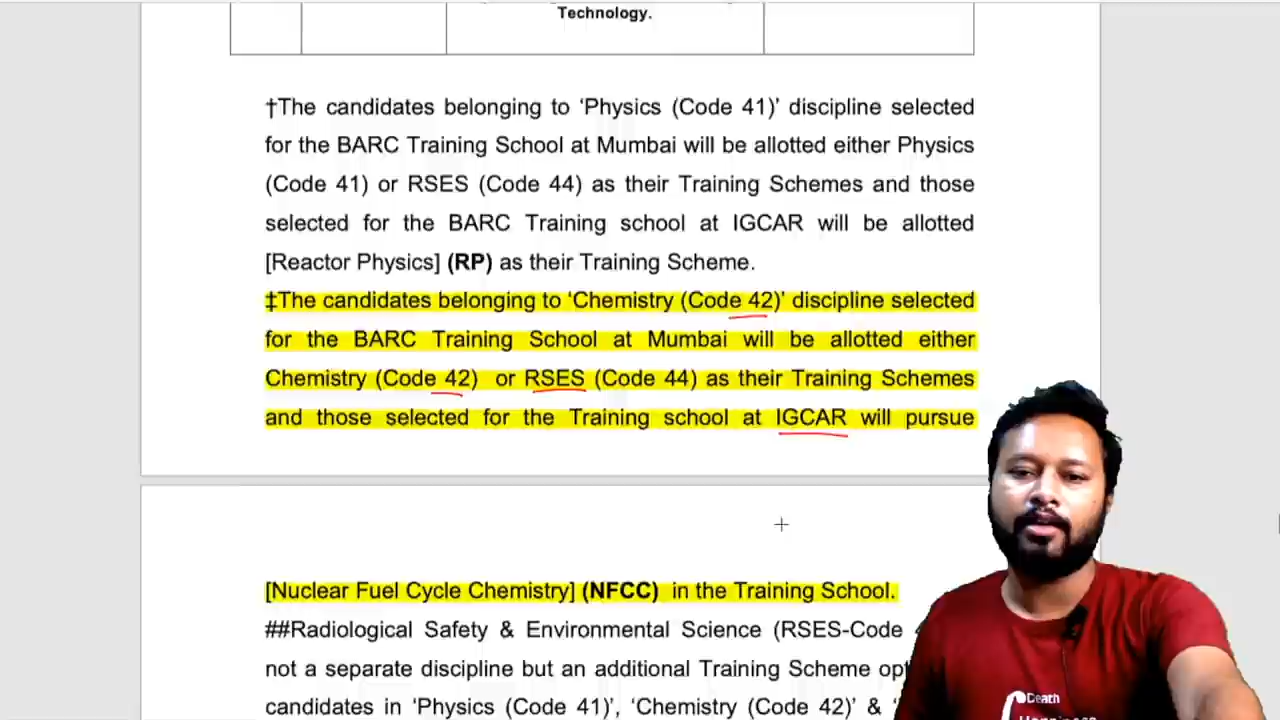 Technology.
†The candidates belonging to ‘Physics (Code 41)’ discipline selected
for the BARC Training School at Mumbai will be allotted either Physics
(Code 41) or RSES (Code 44) as their Training Schemes and those
selected for the BARC Training school at IGCAR will be allotted
[Reactor Physics] (RP) as their Training Scheme.
‡The candidates belonging to ‘Chemistry (Code 42)’ discipline selected
for the BARC Training School at Mumbai will be allotted either
Chemistry (Code 42) or RSES (Code 44) as their Training Schemes
and those selected for the Training school at IGCAR will pursue
[Nuclear Fuel Cycle Chemistry] (NFCC) in the Training School.
##Radiological Safety & Environmental Science (RSES-Code
not a separate discipline but an additional Training Scheme
candidates in ‘Physics (Code 41)’, ‘Chemistry (Code 42)’ &
Death